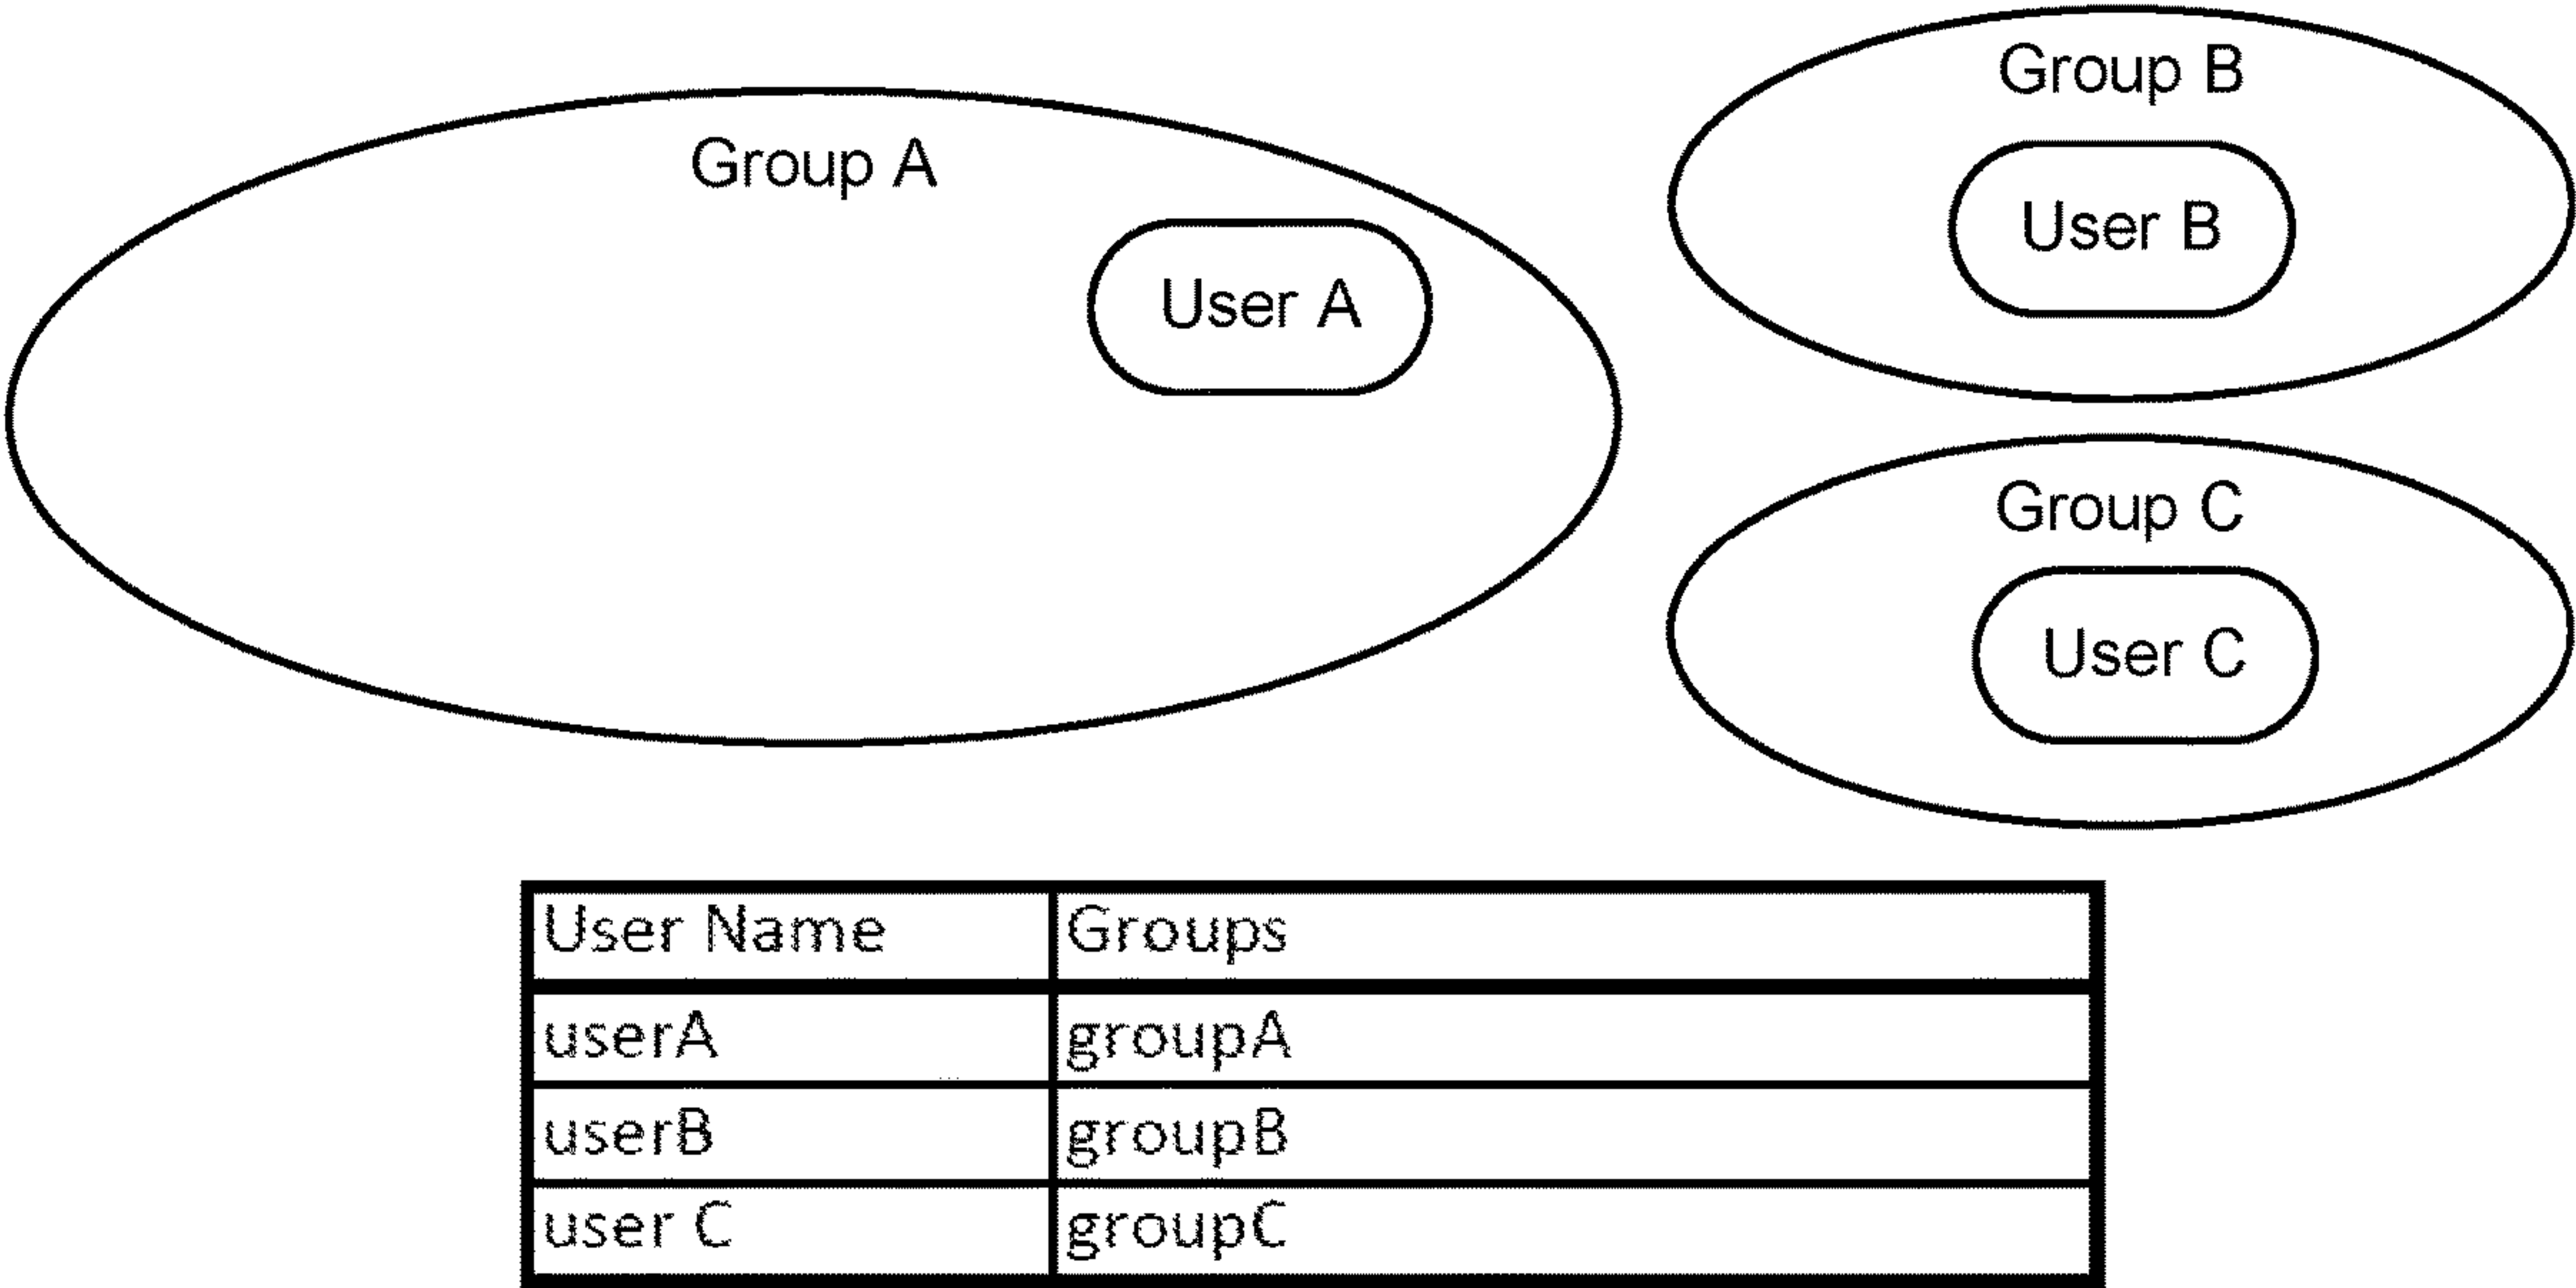 Group A
User A
Group B
User B
Group C
User C
User Name Groups
userA groupA
userB groupB
user C groupC